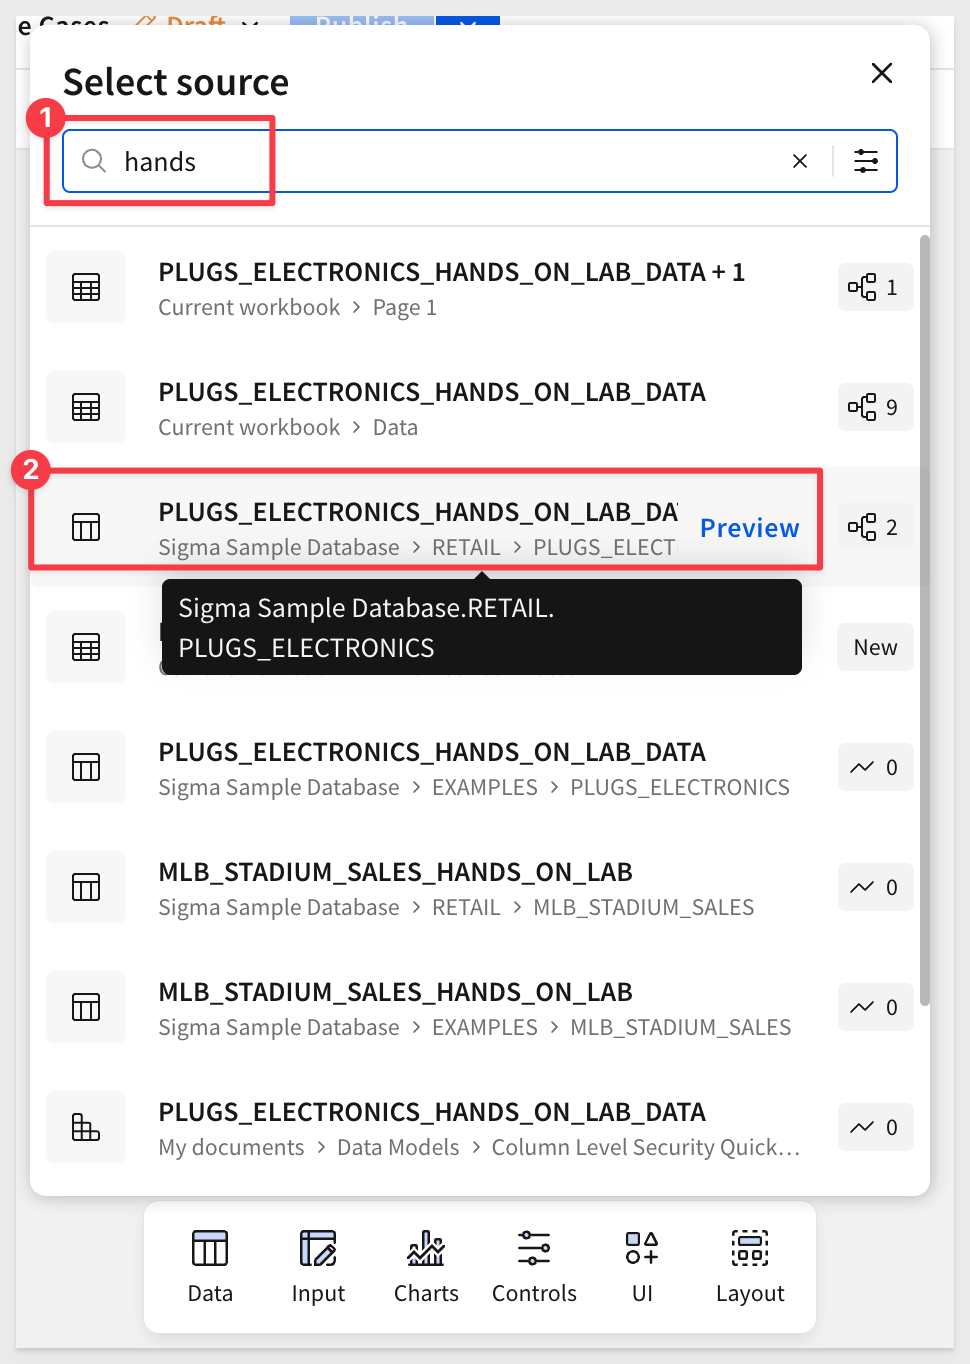 e Cases Draft Publish
Select source
1
hands
PLUGS_ELECTRONICS_HANDS_ON_LAB_DATA + 1
Current workbook > Page 1
1
PLUGS_ELECTRONICS_HANDS_ON_LAB_DATA
Current workbook > Data
9
2
PLUGS_ELECTRONICS_HANDS_ON_LAB_DA
Sigma Sample Database > RETAIL > PLUGS_ELECT
Preview
2
Sigma Sample Database.RETAIL.
PLUGS_ELECTRONICS
New
PLUGS_ELECTRONICS_HANDS_ON_LAB_DATA
Sigma Sample Database > EXAMPLES > PLUGS_ELECTRONICS
0
MLB_STADIUM_SALES_HANDS_ON_LAB
Sigma Sample Database > RETAIL > MLB_STADIUM_SALES
0
MLB_STADIUM_SALES_HANDS_ON_LAB
Sigma Sample Database > EXAMPLES > MLB_STADIUM_SALES
0
PLUGS_ELECTRONICS_HANDS_ON_LAB_DATA
My documents > Data Models > Column Level Security Quick...
0
Data Input Charts Controls UI Layout